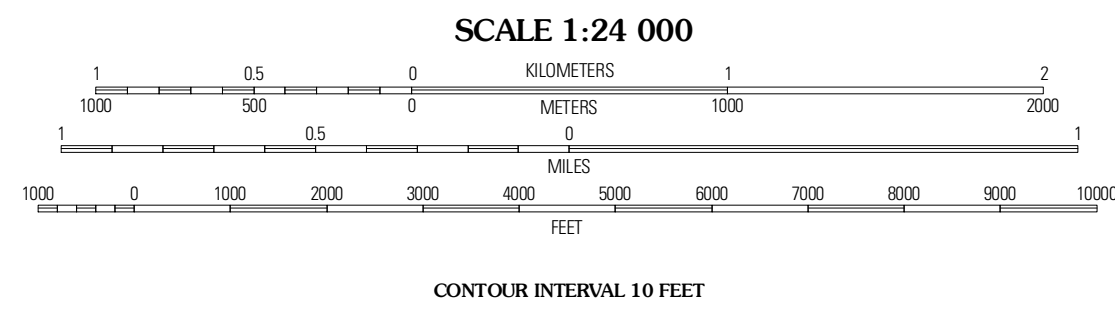 SCALE 1:24 000
1 0.5 0 KILOMETERS 1 2
1000 500 0 METERS 1000 2000
1 0.5 0 1
MILES
1000 0 1000 2000 3000 4000 5000 6000 7000 8000 9000 10000
FEET
CONTOUR INTERVAL 10 FEET